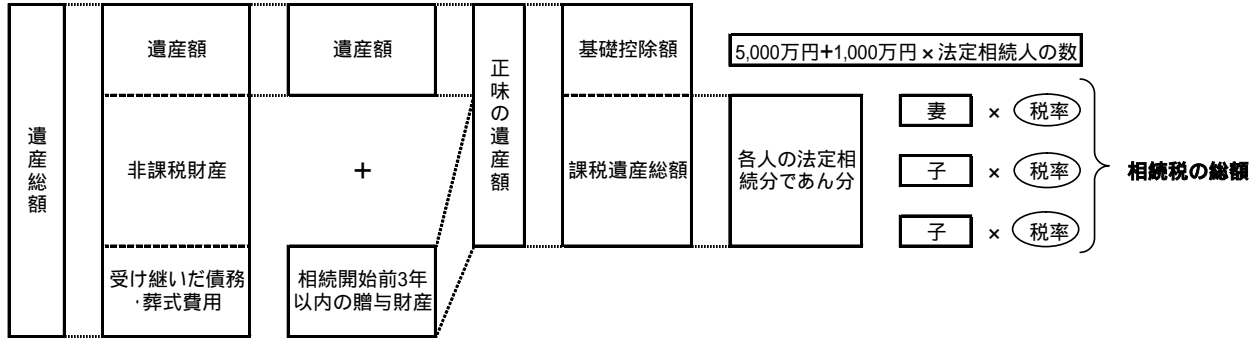 遺産総額
遺産額
非課税財産
受け継いだ債務
・葬式費用
遺産額
+
相続開始前3年
以内の贈与財産
正味の遺産額
基礎控除額
課税遺産総額
5,000万円+1,000万円×法定相続人の数
各人の法定相
続分であん分
妻 × 税率
子 × 税率
子 × 税率
相続税の総額